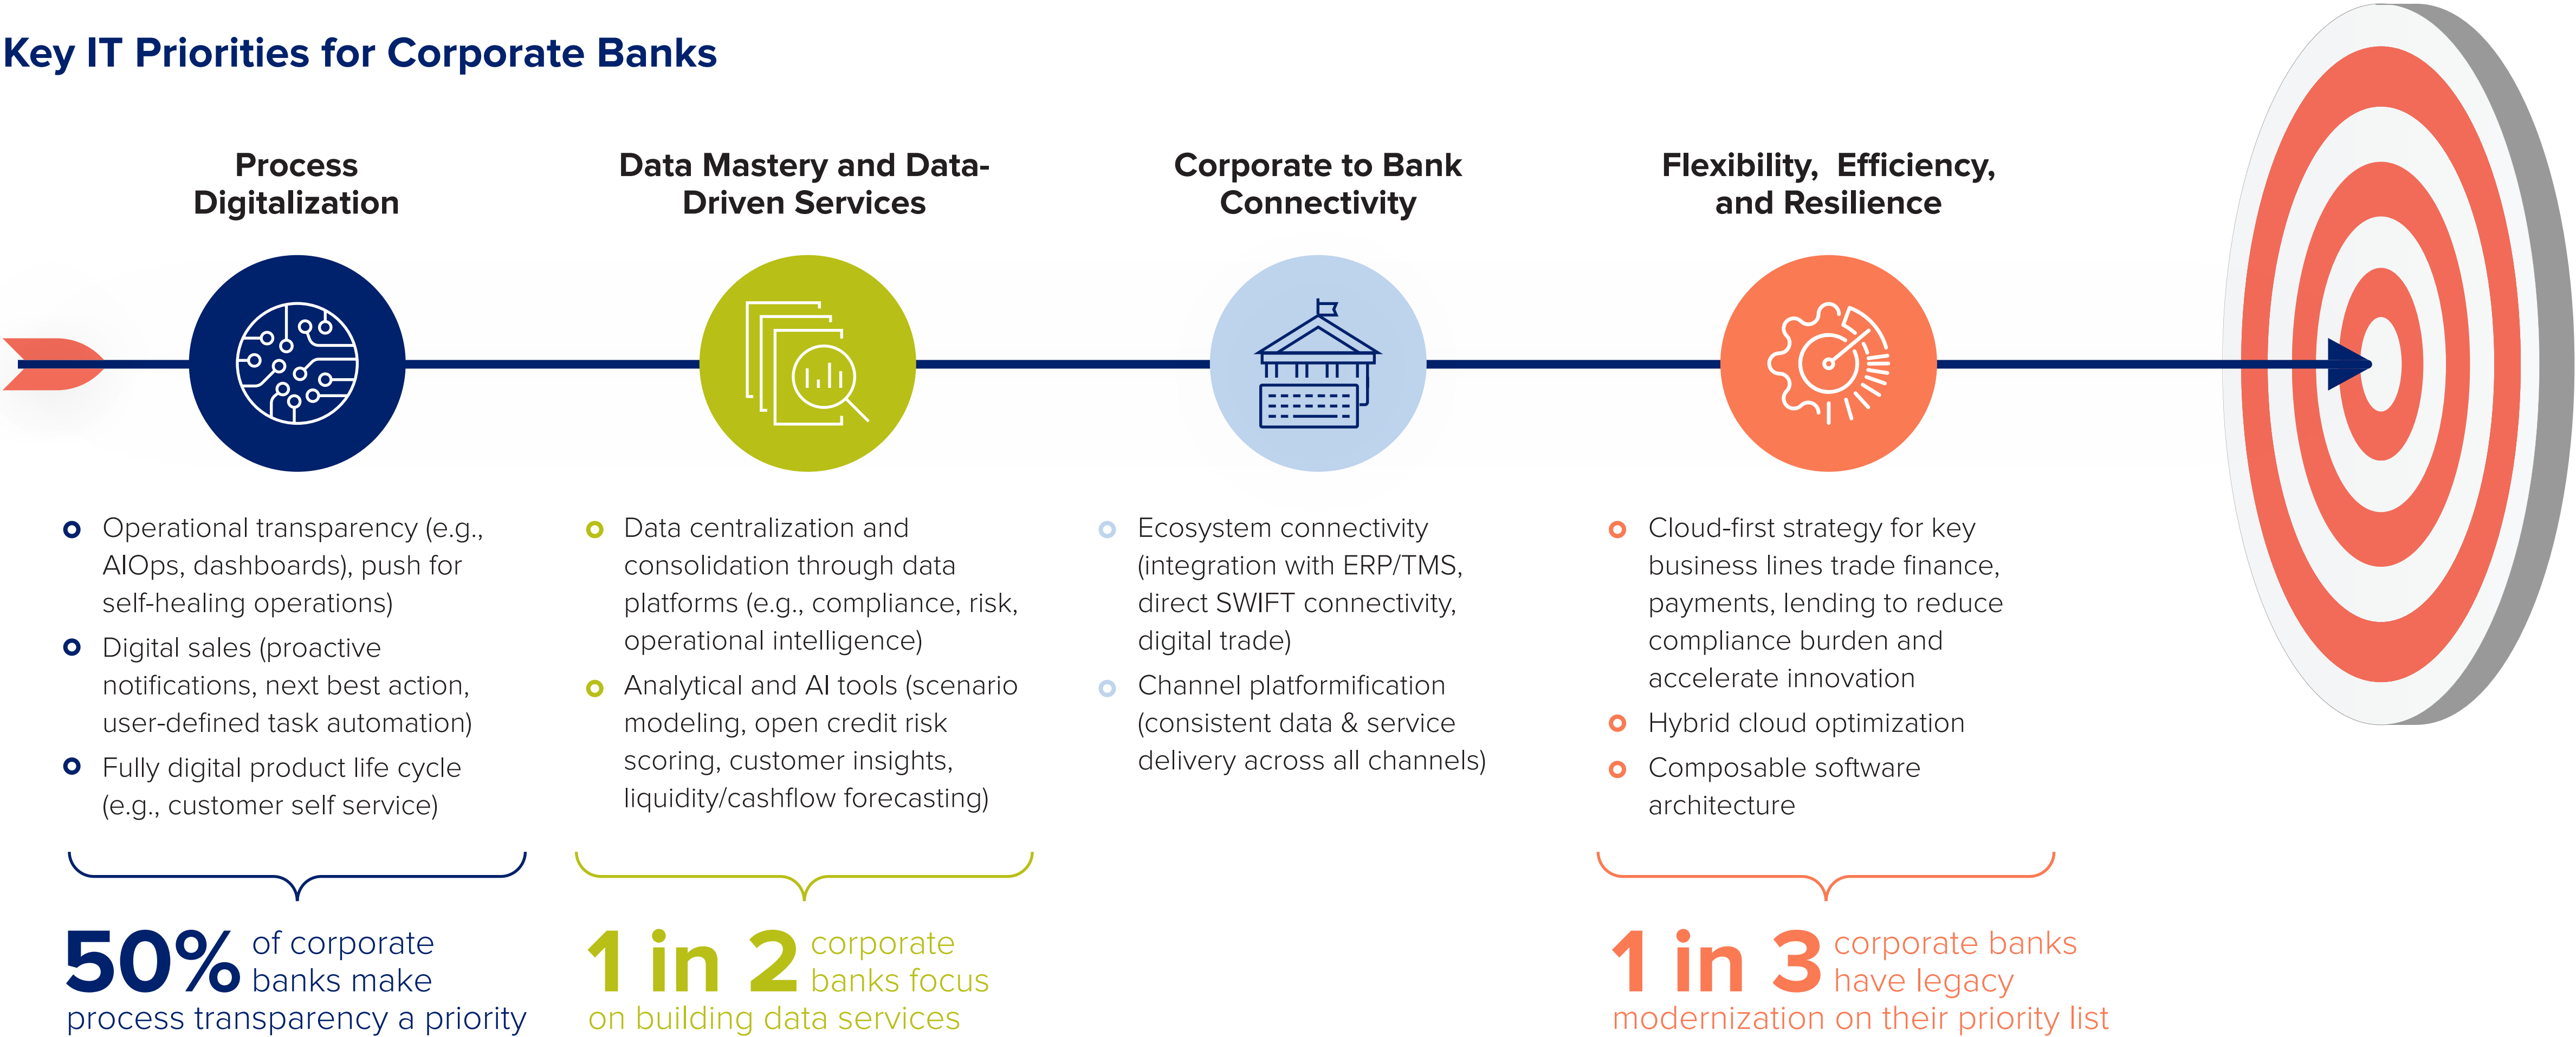 Key IT Priorities for Corporate Banks
Process
Digitalization
Operational transparency (e.g.,
AIOps, dashboards), push for
self-healing operations)
Digital sales (proactive
notifications, next best action,
user-defined task automation)
Fully digital product life cycle
(e.g., customer self service)
50% of corporate
banks make
process transparency a priority
Data Mastery and Data-
Driven Services
Data centralization and
consolidation through data
platforms (e.g., compliance, risk,
operational intelligence)
Analytical and AI tools (scenario
modeling, open credit risk
scoring, customer insights,
liquidity/cashflow forecasting)
1 in 2 corporate
banks focus
on building data services
Corporate to Bank
Connectivity
Ecosystem connectivity
(integration with ERP/TMS,
direct SWIFT connectivity,
digital trade)
Channel platformification
(consistent data & service
delivery across all channels)
Flexibility, Efficiency,
and Resilience
Cloud-first strategy for key
business lines trade finance,
payments, lending to reduce
compliance burden and
accelerate innovation
Hybrid cloud optimization
Composable software
architecture
1 in 3 corporate banks
have legacy
modernization on their priority list